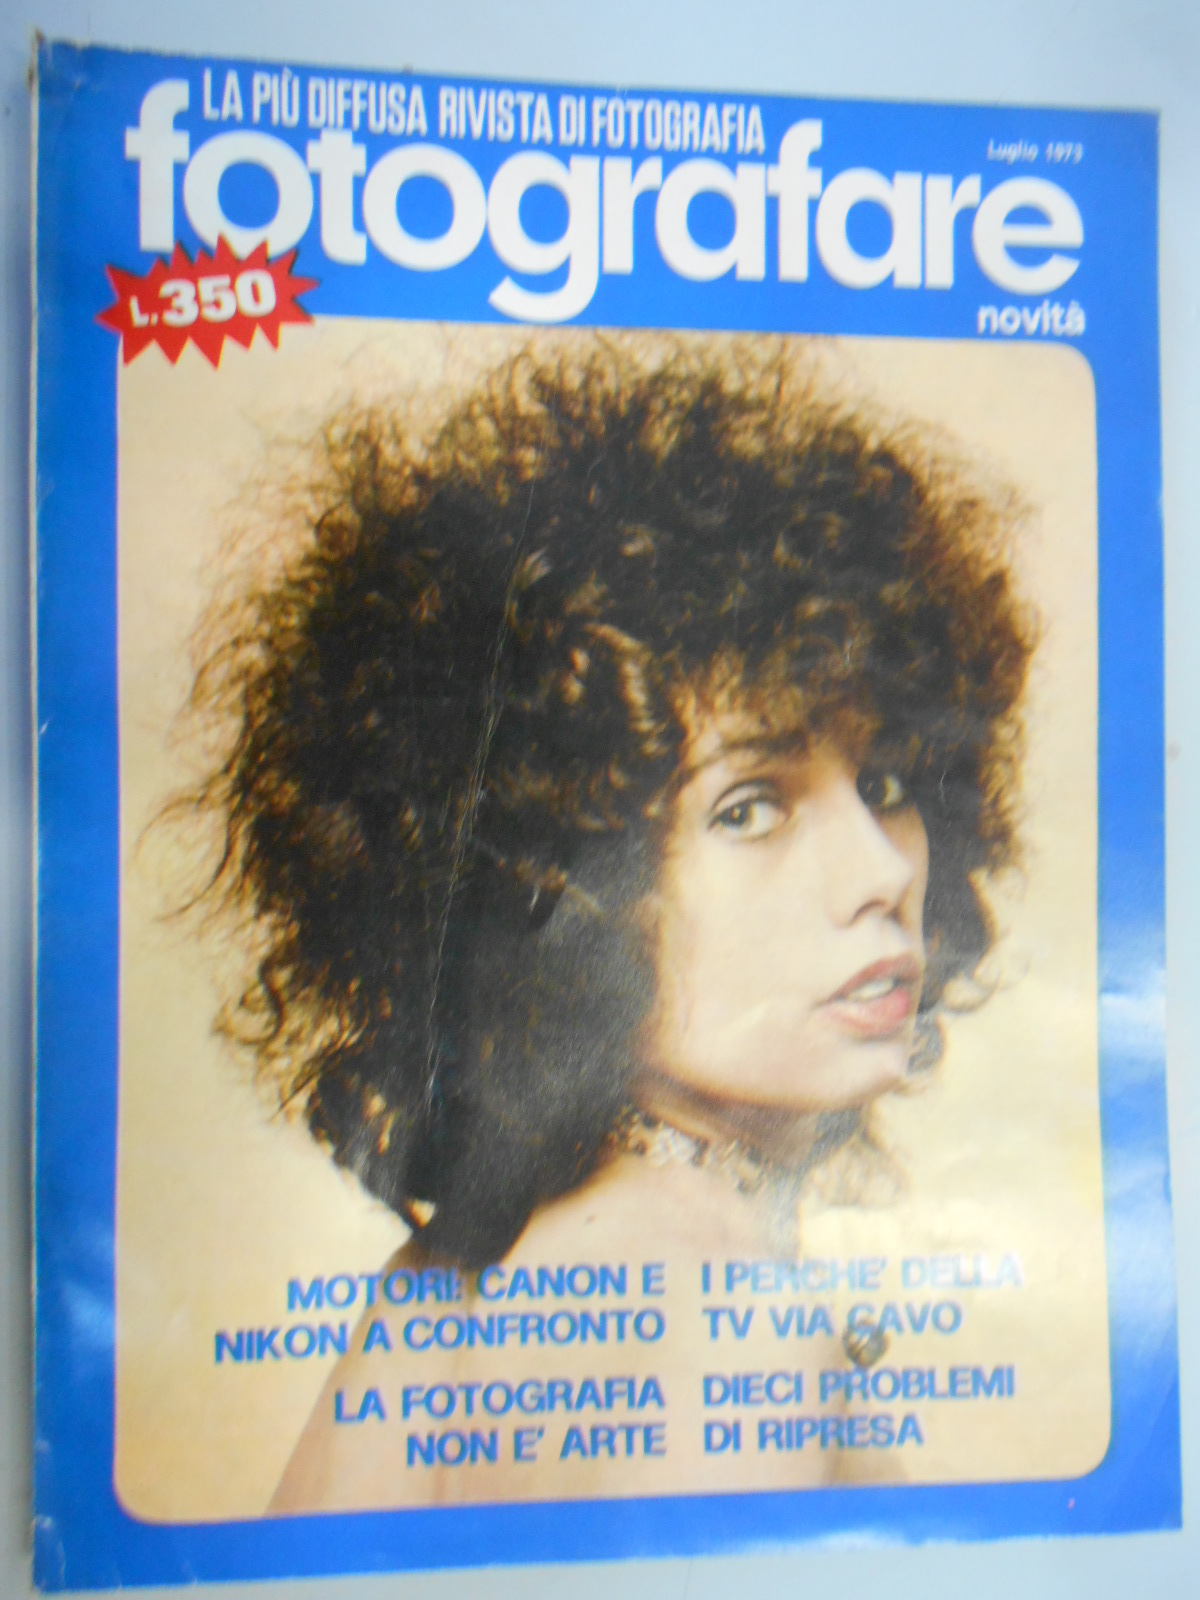 LA PIÙ DIFFUSA RIVISTA DI FOTOGRAFIA
fotografare
Luglio 1973
novità
L.350
MOTORI: CANON E
NIKON A CONFRONTO
LA FOTOGRAFIA
NON E' ARTE
I PERCHE' DELLA
TV VIA CAVO
DIECI PROBLEMI
DI RIPRESA